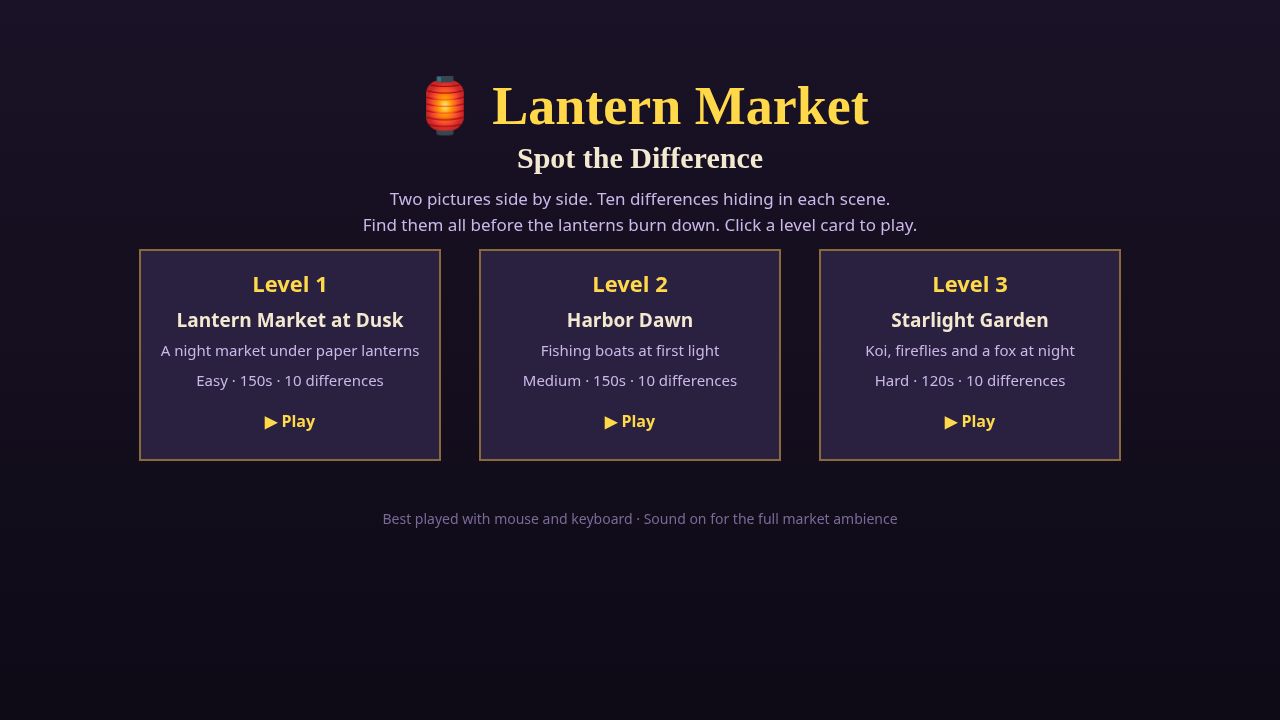 Lantern Market
Spot the Difference
Two pictures side by side. Ten differences hiding in each scene.
Find them all before the lanterns burn down. Click a level card to play.
Level 1
Lantern Market at Dusk
A night market under paper lanterns
Easy · 150s · 10 differences
▶ Play
Level 2
Harbor Dawn
Fishing boats at first light
Medium · 150s · 10 differences
▶ Play
Level 3
Starlight Garden
Koi, fireflies and a fox at night
Hard · 120s · 10 differences
▶ Play
Best played with mouse and keyboard · Sound on for the full market ambience